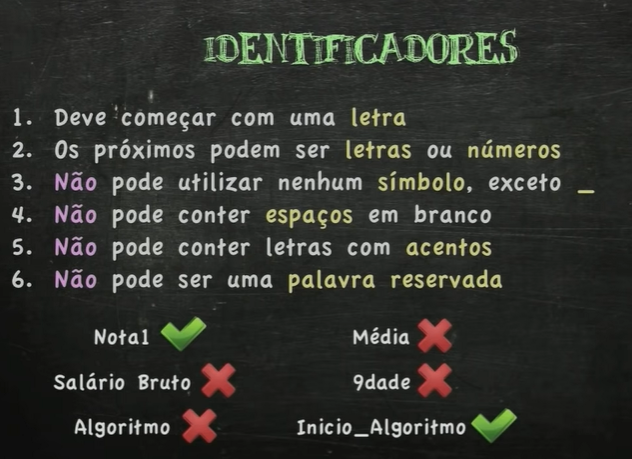 IDENTIFICADORES
1. Deve começar com uma letra
2. Os próximos podem ser letras ou números
3. Não pode utilizar nenhum símbolo, exceto _
4. Não pode conter espaços em branco
5. Não pode conter letras com acentos
6. Não pode ser uma palavra reservada
Nota1 Média
Salário Bruto 9dade
Algoritmo Inicio_Algoritmo